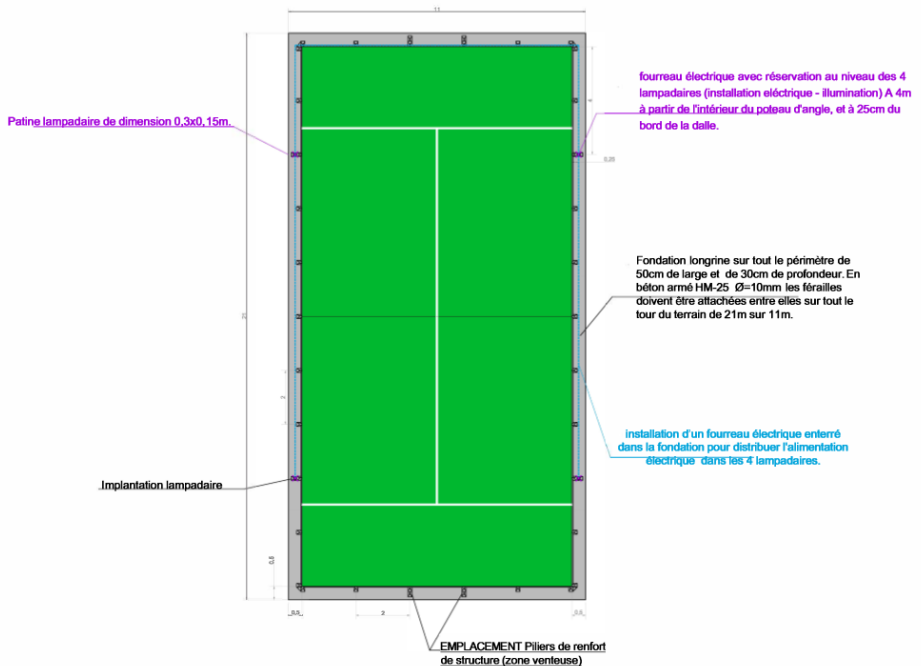 11
fourreau électrique avec réservation au niveau des 4
lampadaires (installation eléctrique - illumination) A 4m
à partir de l'intérieur du poteau d'angle, et à 25cm du
bord de la dalle.
4
Patine lampadaire de dimension 0,3x0,15m.
0,25
Fondation longrine sur tout le périmètre de
50cm de large et de 30cm de profondeur. En
béton armé HM-25 Ø=10mm les férailles
doivent être attachées entre elles sur tout le
tour du terrain de 21m sur 11m.
21
2
installation d'un fourreau électrique enterré
dans la fondation pour distribuer l'alimentation
électrique dans les 4 lampadaires.
Implantation lampadaire
0,5
0,5
2
0,5
EMPLACEMENT Piliers de renfort
de structure (zone venteuse)